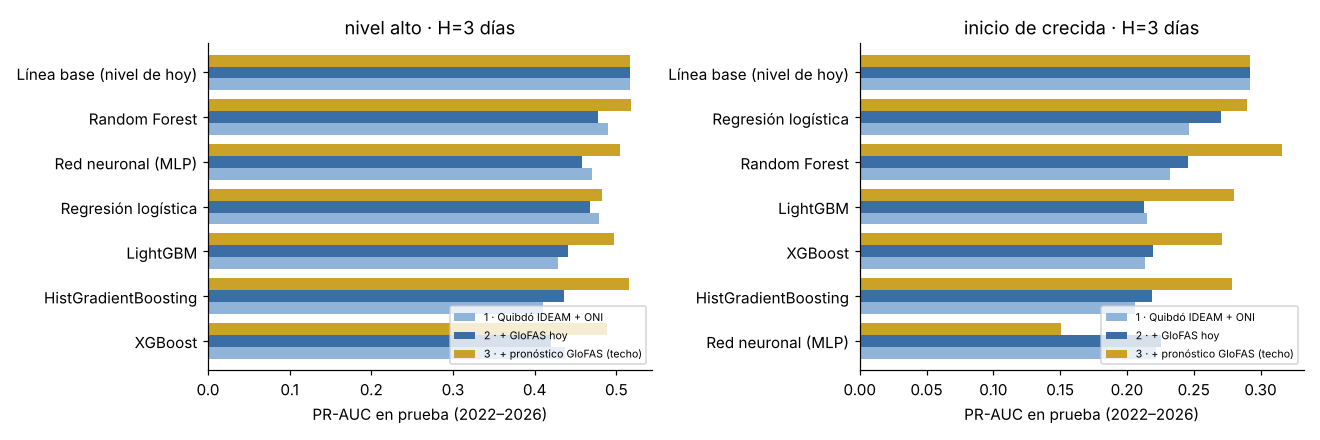 nivel alto · H=3 días
Línea base (nivel de hoy)
Random Forest
Red neuronal (MLP)
Regresión logística
LightGBM
HistGradientBoosting
XGBoost
1 · Quibdó IDEAM + ONI
2 · + GloFAS hoy
3 · + pronóstico GloFAS (techo)
0.0 0.1 0.2 0.3 0.4 0.5
PR-AUC en prueba (2022–2026)
inicio de crecida · H=3 días
Línea base (nivel de hoy)
Regresión logística
Random Forest
LightGBM
XGBoost
HistGradientBoosting
Red neuronal (MLP)
1 · Quibdó IDEAM + ONI
2 · + GloFAS hoy
3 · + pronóstico GloFAS (techo)
0.00 0.05 0.10 0.15 0.20 0.25 0.30
PR-AUC en prueba (2022–2026)